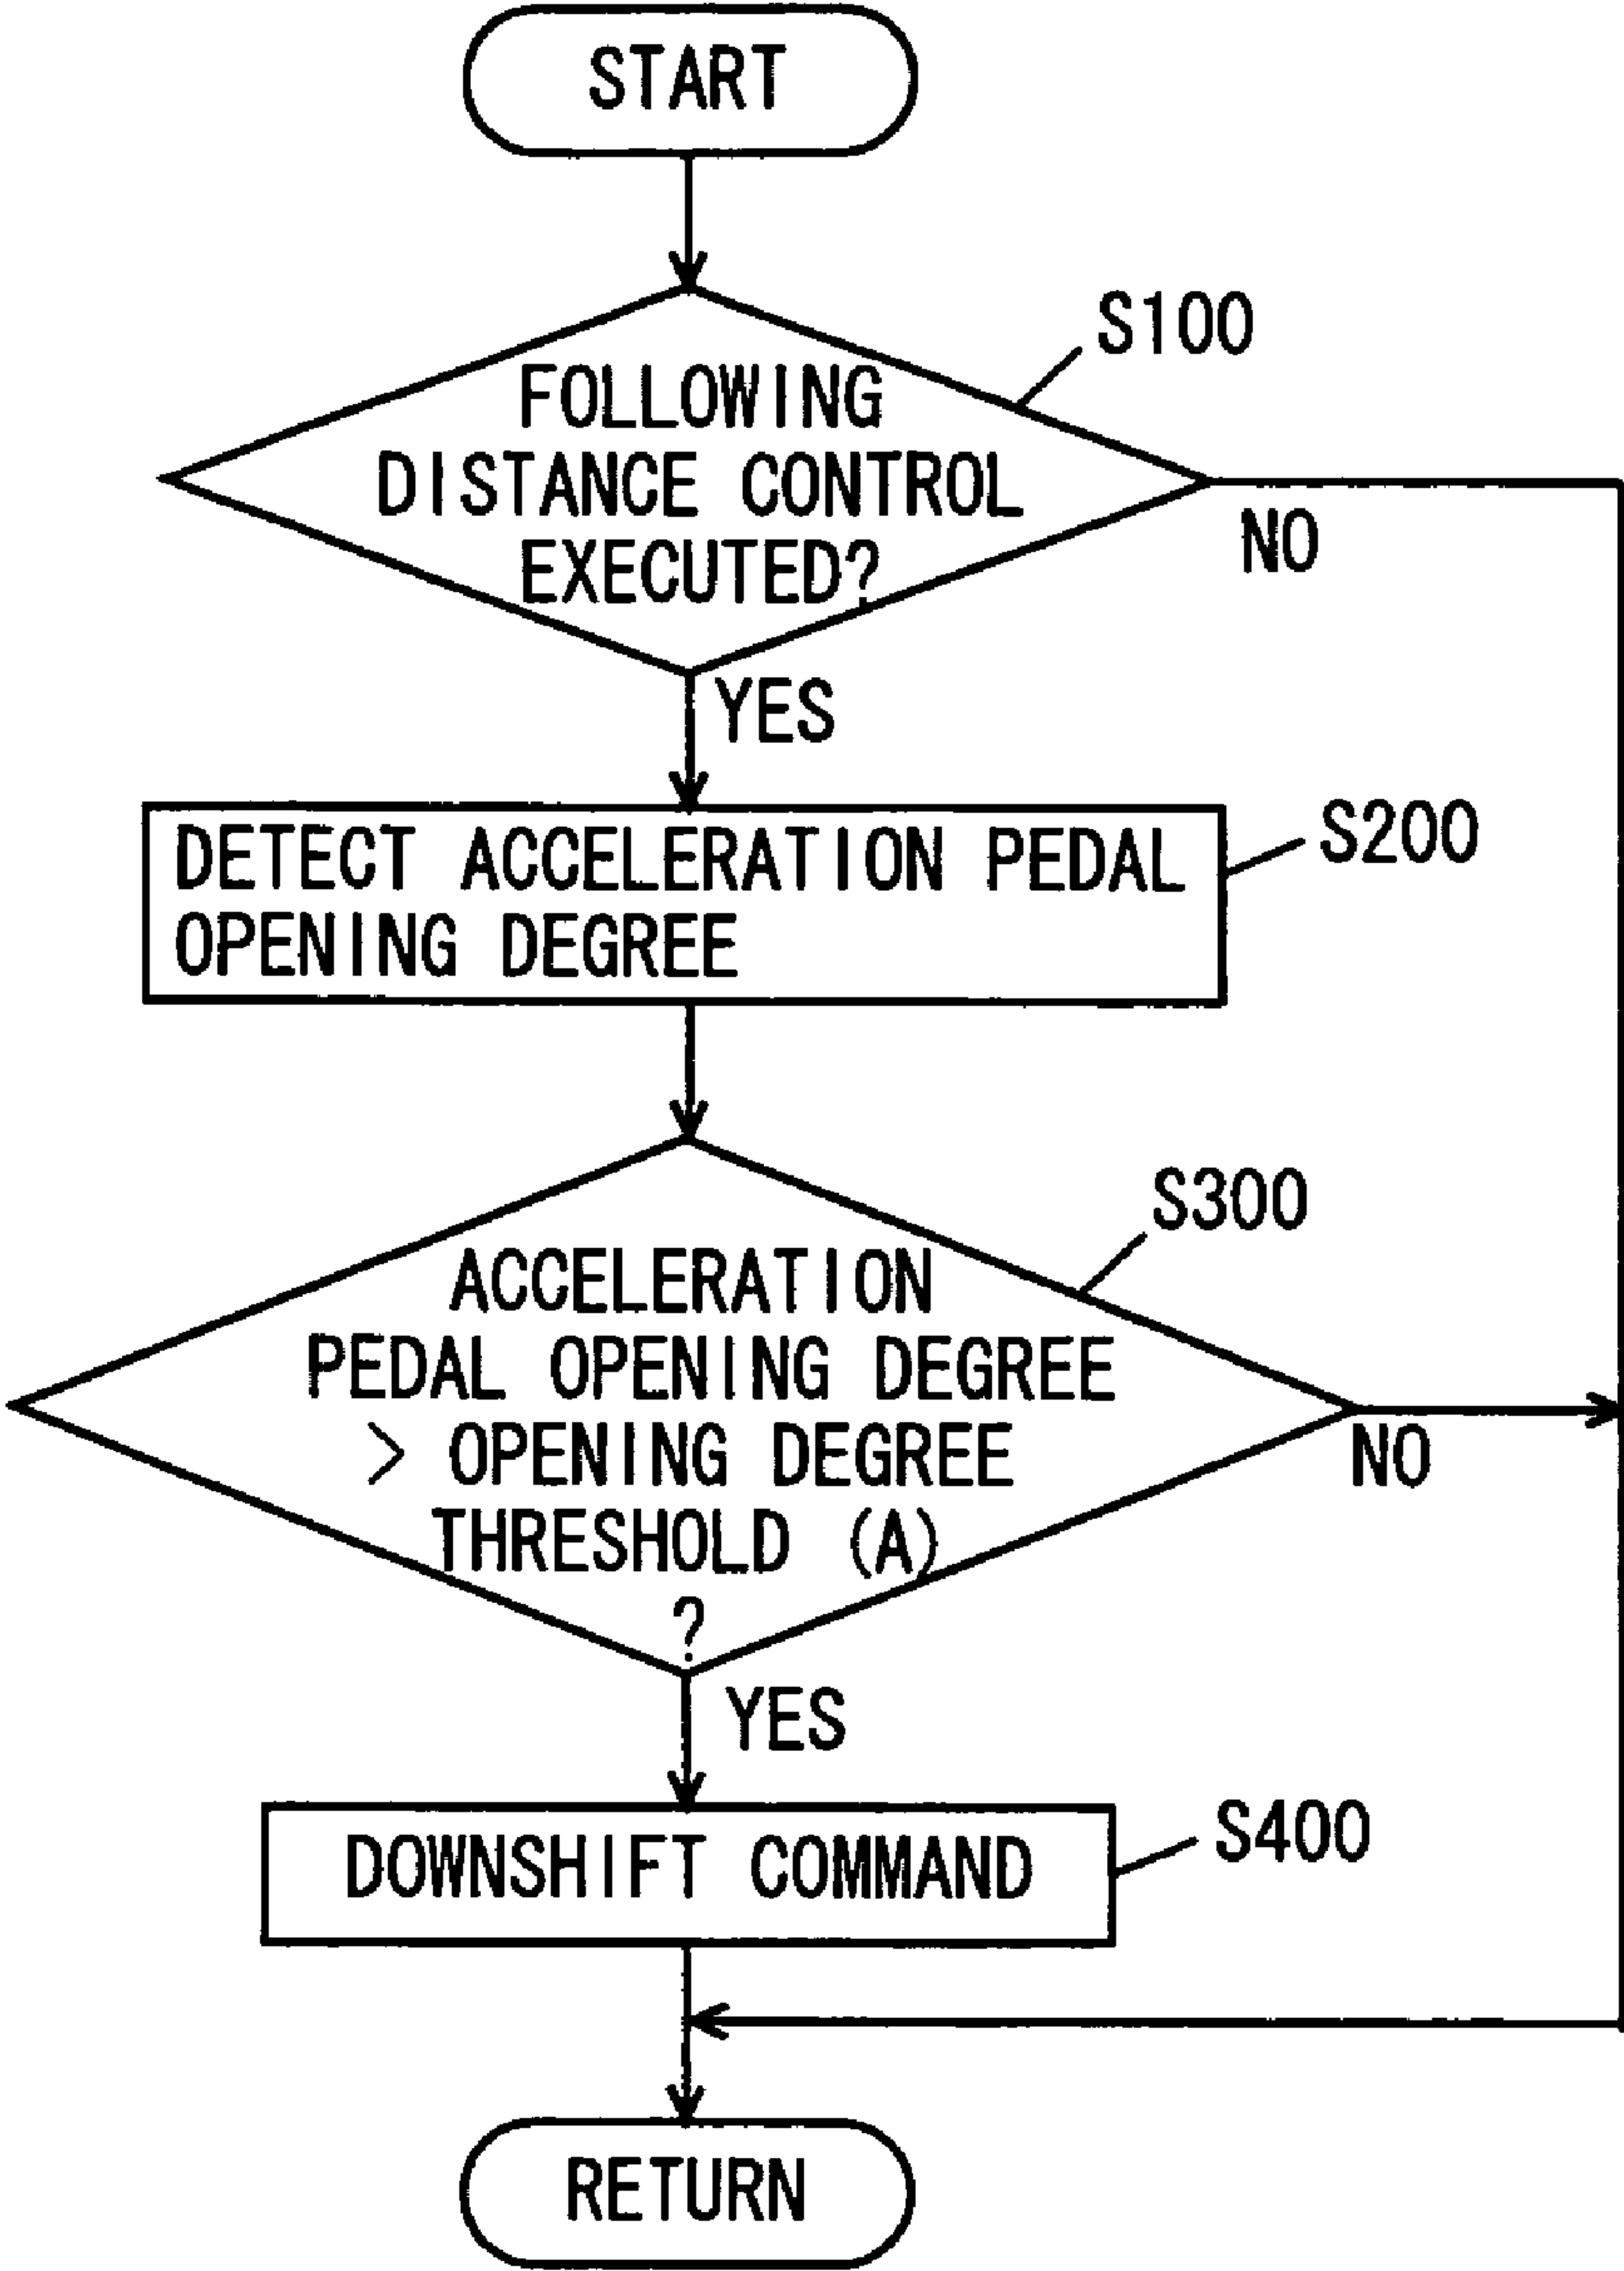 START
S100
FOLLOWING
DISTANCE CONTROL
EXECUTED?
NO
YES
S200
DETECT ACCELERATION PEDAL
OPENING DEGREE
S300
ACCELERATION
PEDAL OPENING DEGREE
> OPENING DEGREE
THRESHOLD (A)
?
NO
YES
S400
DOWNSHIFT COMMAND
RETURN